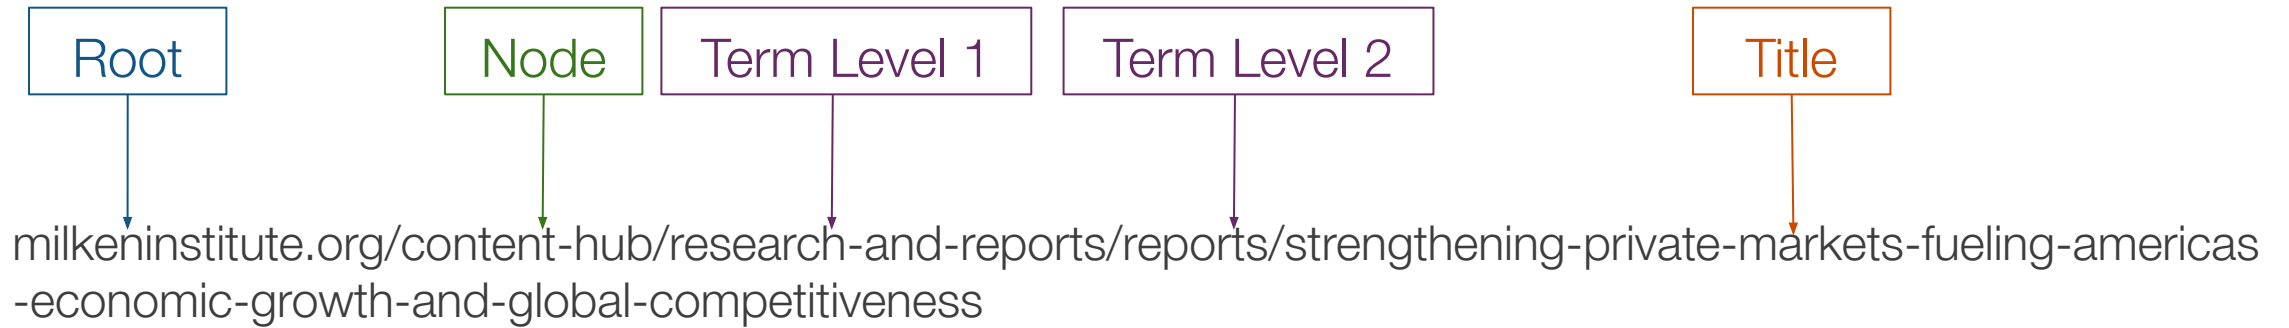 Root Node Term Level 1 Term Level 2 Title
milkeninstitute.org/content-hub/research-and-reports/reports/strengthening-private-markets-fueling-americas
-economic-growth-and-global-competitiveness